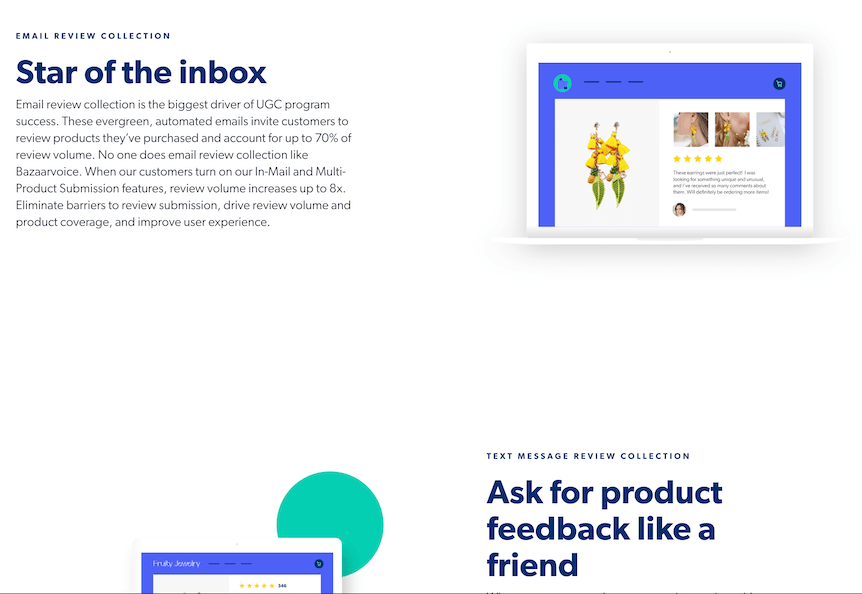 EMAIL REVIEW COLLECTION
Star of the inbox
Email review collection is the biggest driver of UGC program
success. These evergreen, automated emails invite customers to
review products they’ve purchased and account for up to 70% of
review volume. No one does email review collection like
Bazaarvoice. When our customers turn on our In-Mail and Multi-
Product Submission features, review volume increases up to 8x.
Eliminate barriers to review submission, drive review volume and
product coverage, and improve user experience.
These earrings were just perfect! I was
looking for something unique and unusual,
and I've received so many comments about
them. Will definitely be ordering more items!
TEXT MESSAGE REVIEW COLLECTION
Ask for product
feedback like a
friend
Fruity Jewelry
346